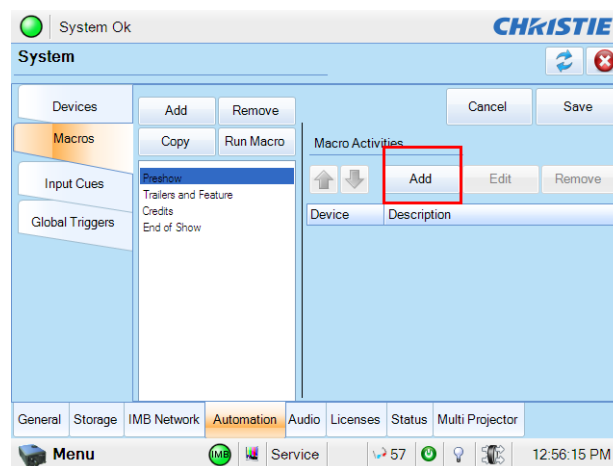 System Ok
CHRISTIE
System
Devices
Macros
Input Cues
Global Triggers
Add
Remove
Copy
Run Macro
Preshow
Trailers and Feature
Credits
End of Show
Cancel
Save
Macro Activities
Add
Edit
Remove
Device
Description
General
Storage
IMB Network
Automation
Audio
Licenses
Status
Multi Projector
Menu
IMB
Service
57
12:56:15 PM